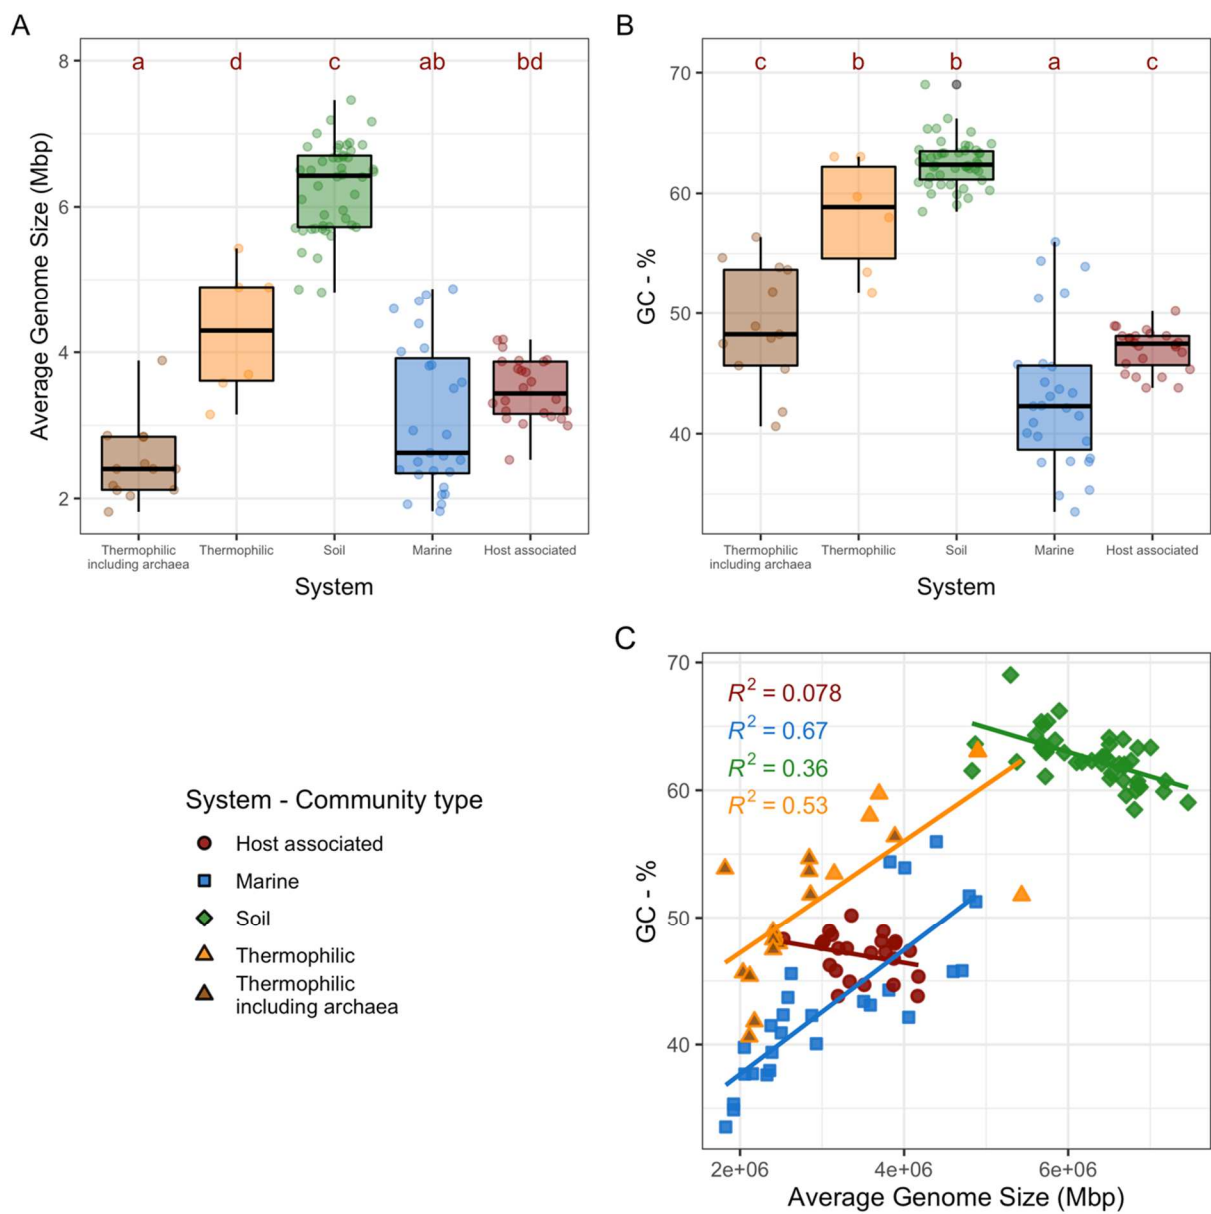 A
B
a d c ab bd
c b b a c
8
6
4
2
Average Genome Size (Mbp)
70
60
50
40
GC - %
Thermophilic
including archaea
Thermophilic
Soil
Marine
Host associated
System
Thermophilic
including archaea
Thermophilic
Soil
Marine
Host associated
System
System - Community type
Host associated
Marine
Soil
Thermophilic
Thermophilic
including archaea
C
R² = 0.078
R² = 0.67
R² = 0.36
R² = 0.53
70
60
50
40
GC - %
2e+06 4e+06 6e+06
Average Genome Size (Mbp)